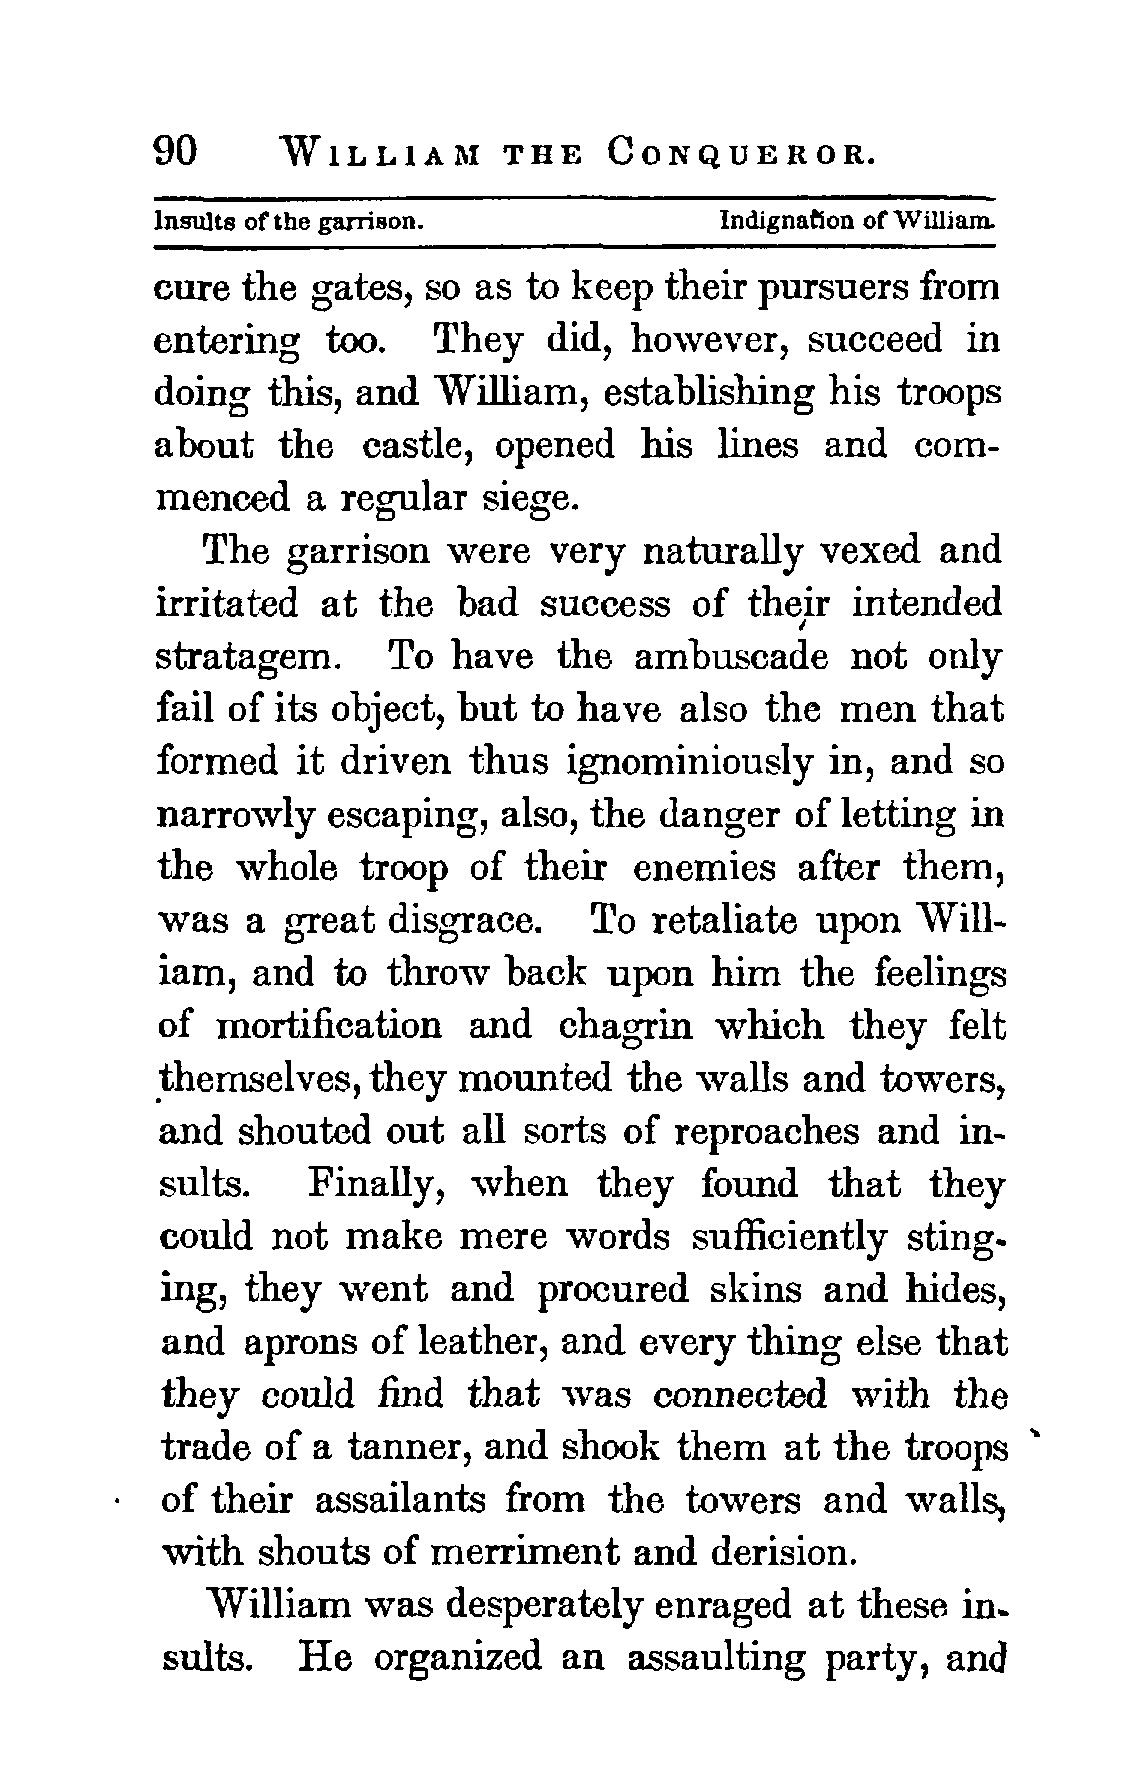 90 WILLIAM THE CONQUEROR.
Insults of the garrison. Indignation of William.
cure the gates, so as to keep their pursuers from
entering too. They did, however, succeed in
doing this, and William, establishing his troops
about the castle, opened his lines and com-
menced a regular siege.
The garrison were very naturally vexed and
irritated at the bad success of their intended
stratagem. To have the ambuscade not only
fail of its object, but to have also the men that
formed it driven thus ignominiously in, and so
narrowly escaping, also, the danger of letting in
the whole troop of their enemies after them,
was a great disgrace. To retaliate upon Will-
iam, and to throw back upon him the feelings
of mortification and chagrin which they felt
themselves, they mounted the walls and towers,
and shouted out all sorts of reproaches and in-
sults. Finally, when they found that they
could not make mere words sufficiently sting-
ing, they went and procured skins and hides,
and aprons of leather, and every thing else that
they could find that was connected with the
trade of a tanner, and shook them at the troops
of their assailants from the towers and walls,
with shouts of merriment and derision.
William was desperately enraged at these in-
sults. He organized an assaulting party, and